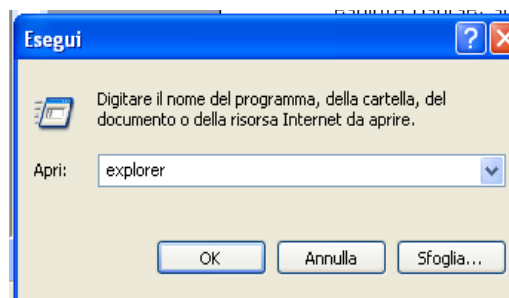 Esegui
Digitare il nome del programma, della cartella, del
documento o della risorsa Internet da aprire.
Apri: explorer
OK Annulla Sfoglia...